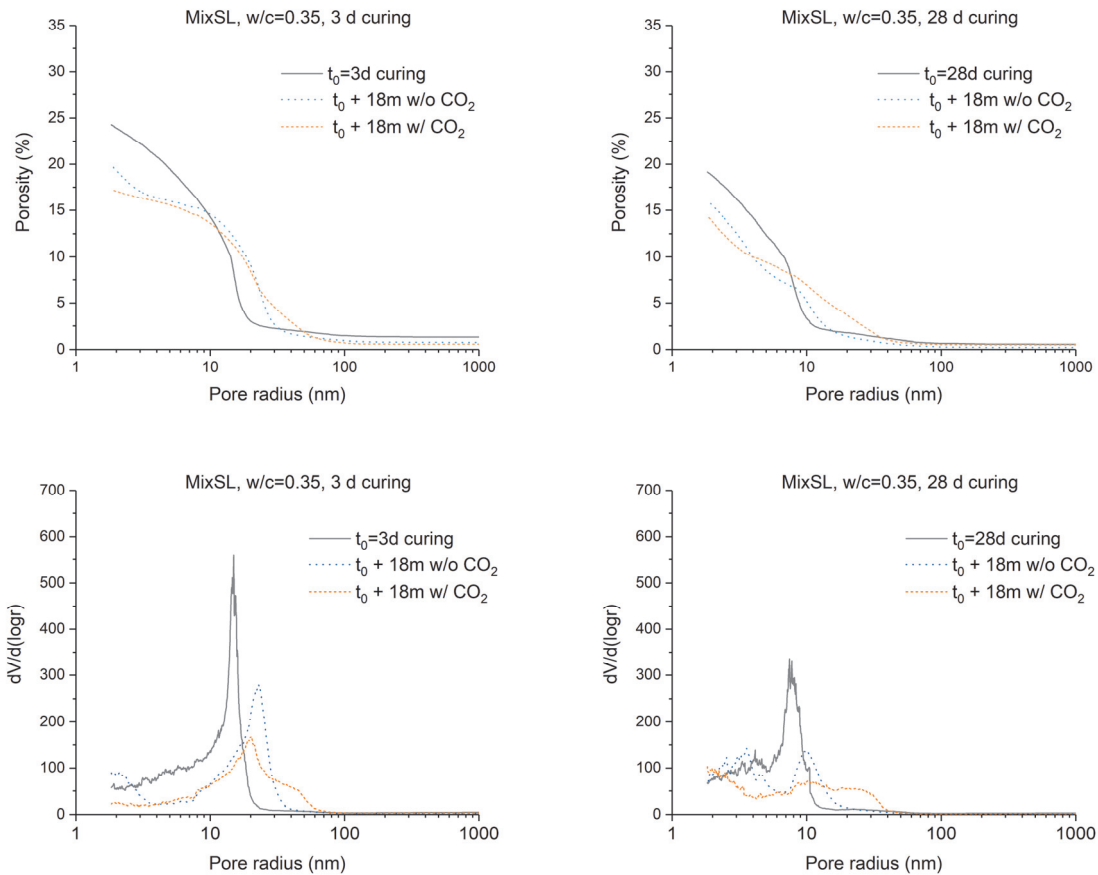 MixSL, w/c=0.35, 3 d curing
35
30
25
20
15
10
5
0
Porosity (%)
t₀=3d curing
t₀ + 18m w/o CO₂
t₀ + 18m w/ CO₂
1
10
100
1000
Pore radius (nm)
MixSL, w/c=0.35, 28 d curing
35
30
25
20
15
10
5
0
Porosity (%)
t₀=28d curing
t₀ + 18m w/o CO₂
t₀ + 18m w/ CO₂
1
10
100
1000
Pore radius (nm)
MixSL, w/c=0.35, 3 d curing
700
600
500
400
300
200
100
0
dV/d(logr)
t₀=3d curing
t₀ + 18m w/o CO₂
t₀ + 18m w/ CO₂
1
10
100
1000
Pore radius (nm)
MixSL, w/c=0.35, 28 d curing
700
600
500
400
300
200
100
0
dV/d(logr)
t₀=28d curing
t₀ + 18m w/o CO₂
t₀ + 18m w/ CO₂
1
10
100
1000
Pore radius (nm)